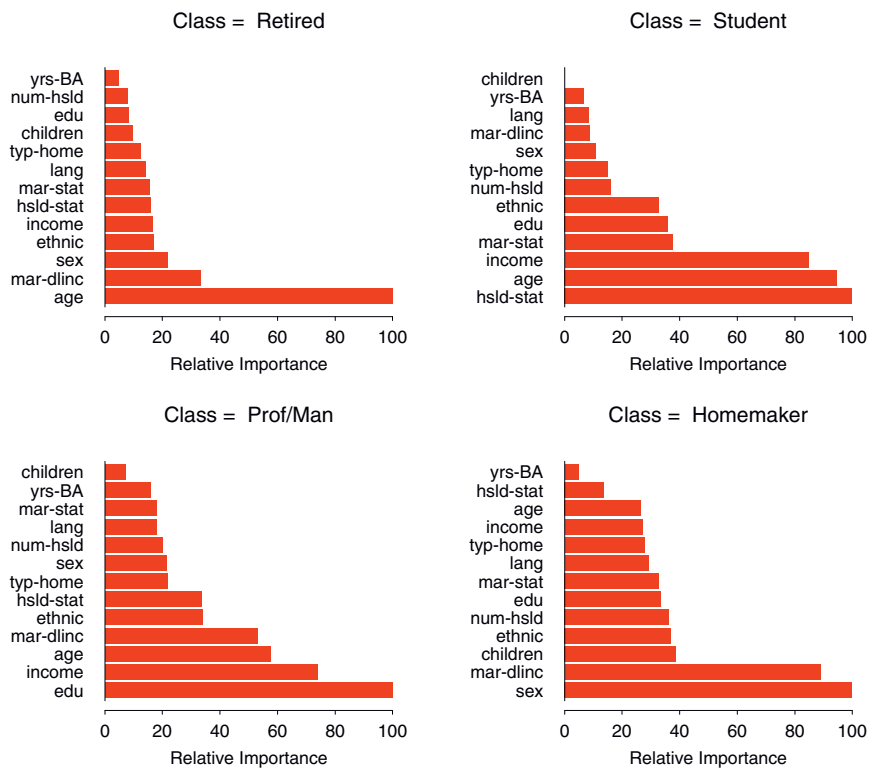 Class = Retired
yrs-BA
num-hsld
edu
children
typ-home
lang
mar-stat
hsld-stat
income
ethnic
sex
mar-dlinc
age
0 20 40 60 80 100
Relative Importance
Class = Student
children
yrs-BA
lang
mar-dlinc
sex
typ-home
num-hsld
ethnic
edu
mar-stat
income
age
hsld-stat
0 20 40 60 80 100
Relative Importance
Class = Prof/Man
children
yrs-BA
mar-stat
lang
num-hsld
sex
typ-home
hsld-stat
ethnic
mar-dlinc
age
income
edu
0 20 40 60 80 100
Relative Importance
Class = Homemaker
yrs-BA
hsld-stat
age
income
typ-home
lang
mar-stat
edu
num-hsld
ethnic
children
mar-dlinc
sex
0 20 40 60 80 100
Relative Importance